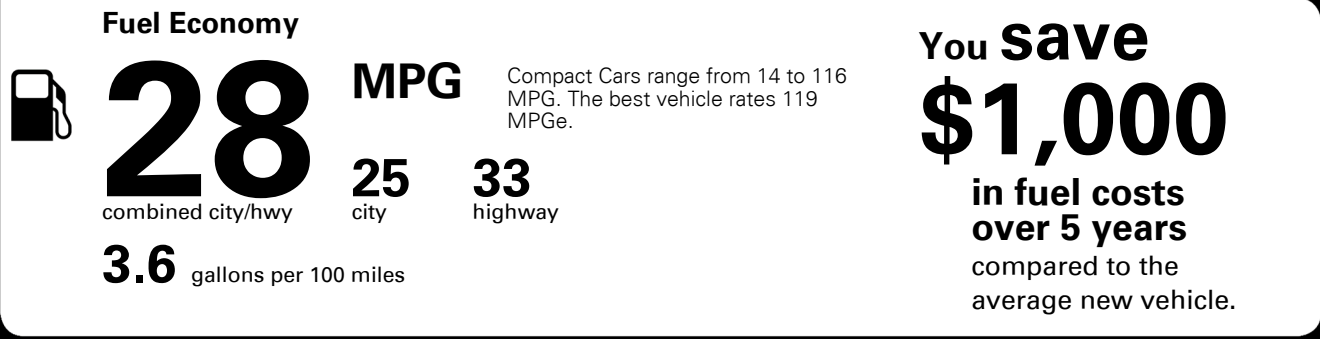 Fuel Economy
28
MPG
Compact Cars range from 14 to 116
MPG. The best vehicle rates 119
MPGe.
combined city/hwy
25
city
33
highway
3.6 gallons per 100 miles
You save
$1,000
in fuel costs
over 5 years
compared to the
average new vehicle.